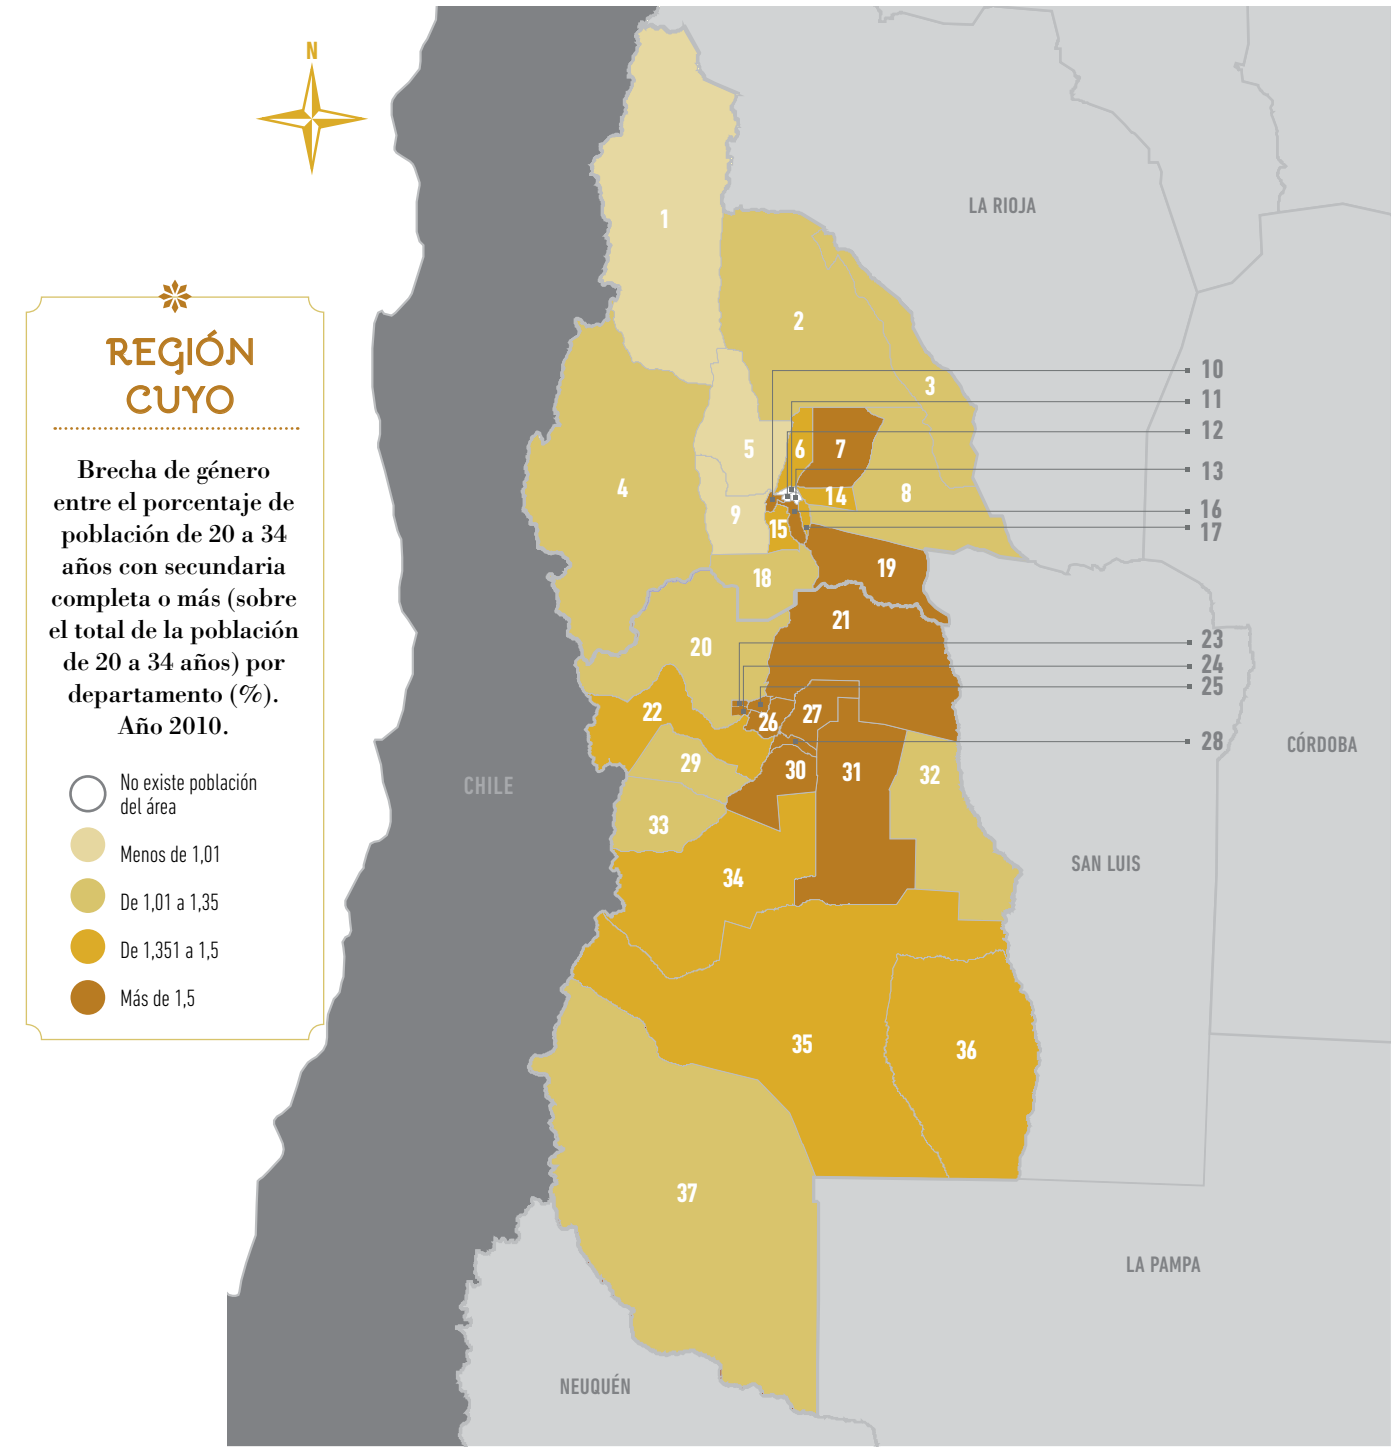 N
REGIÓN
CUYO
Brecha de género
entre el porcentaje de
población de 20 a 34
años con secundaria
completa o más (sobre
el total de la población
de 20 a 34 años) por
departamento (%).
Año 2010.
No existe población
del área
Menos de 1,01
De 1,01 a 1,35
De 1,351 a 1,5
Más de 1,5
1
LA RIOJA
2
10
3
11
12
5
6
7
13
4
14
8
9
16
15
17
19
18
21
20
23
24
25
22
27
26
28
CÓRDOBA
29
30
31
32
CHILE
33
SAN LUIS
34
35
36
37
LA PAMPA
NEUQUÉN